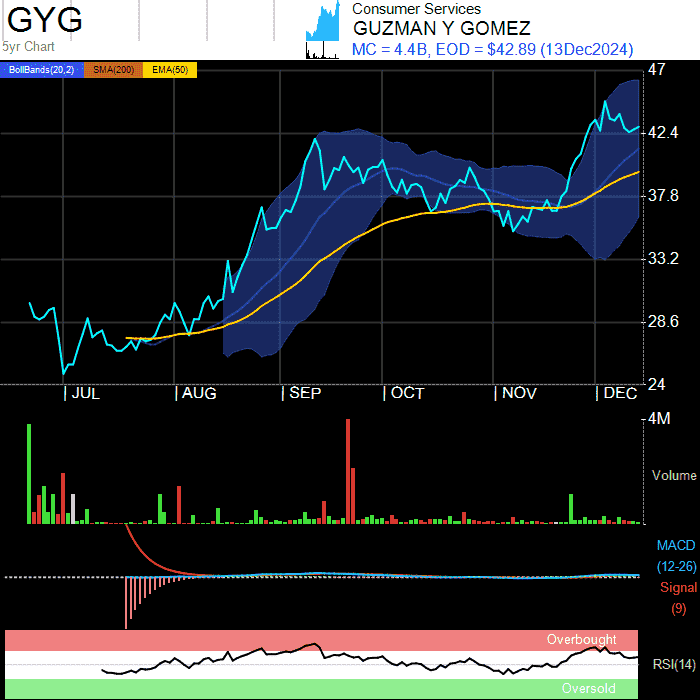 GYG
5yr Chart
Consumer Services
GUZMAN Y GOMEZ
MC = 4.4B, EOD = $42.89 (13Dec2024)
BollBands(20,2) SMA(200) EMA(50)
47
42.4
37.8
33.2
28.6
24
JUL AUG SEP OCT NOV DEC
4M
Volume
MACD
(12-26)
Signal
(9)
Overbought
RSI(14)
Oversold